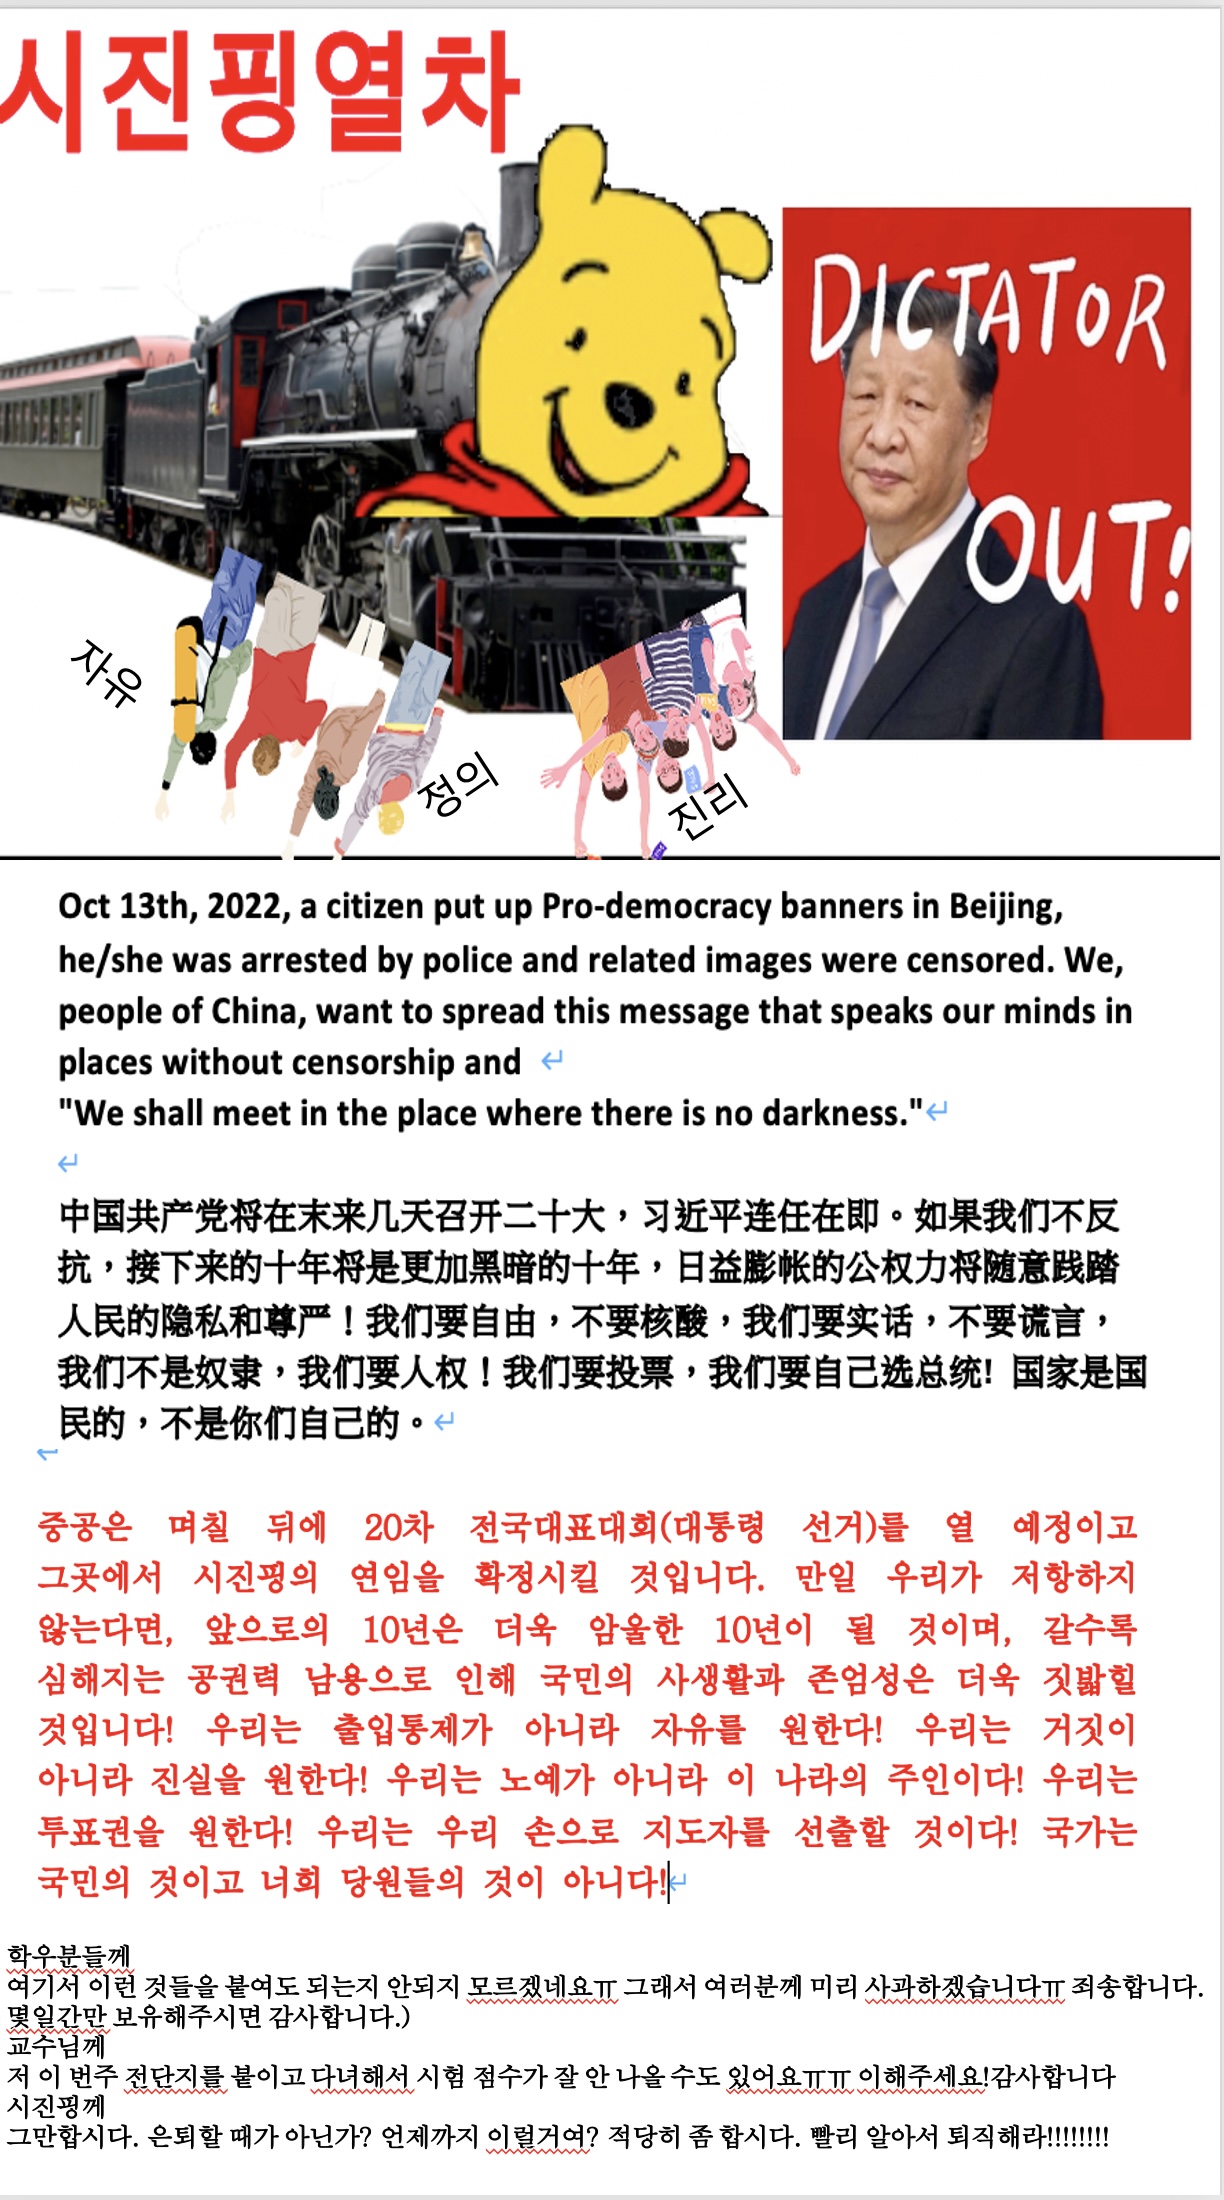 시진핑열차
DICTATOR
OUT!
자유
정의
진리
Oct 13th, 2022, a citizen put up Pro-democracy banners in Beijing,
he/she was arrested by police and related images were censored. We,
people of China, want to spread this message that speaks our minds in
places without censorship and
"We shall meet in the place where there is no darkness."
中国共产党将在末来几天召开二十大，习近平连任在即。如果我们不反
抗，接下来的十年将是更加黑暗的十年，日益膨帐的公权力将随意践踏
人民的隐私和尊严！我们要自由，不要核酸，我们要实话，不要谎言，
我们不是奴隶，我们要人权！我们要投票，我们要自己选总统! 国家是国
民的，不是你们自己的。
중공은 며칠 뒤에 20차 전국대표대회(대통령 선거)를 열 예정이고
그곳에서 시진핑의 연임을 확정시킬 것입니다. 만일 우리가 저항하지
않는다면, 앞으로의 10년은 더욱 암울한 10년이 될 것이며, 갈수록
심해지는 공권력 남용으로 인해 국민의 사생활과 존엄성은 더욱 짓밟힐
것입니다! 우리는 출입통제가 아니라 자유를 원한다! 우리는 거짓이
아니라 진실을 원한다! 우리는 노예가 아니라 이 나라의 주인이다! 우리는
투표권을 원한다! 우리는 우리 손으로 지도자를 선출할 것이다! 국가는
국민의 것이고 너희 당원들의 것이 아니다!
학우분들께
여기서 이런 것들을 붙여도 되는지 안되지 모르겠네요ㅠ 그래서 여러분께 미리 사과하겠습니다ㅠ 죄송합니다.
몇일간만 보유해주시면 감사합니다.)
교수님께
저 이 번주 전단지를 붙이고 다녀해서 시험 점수가 잘 안 나올 수도 있어요ㅠㅠ 이해주세요!감사합니다
시진핑께
그만합시다. 은퇴할 때가 아닌가? 언제까지 이럴거여? 적당히 좀 합시다. 빨리 알아서 퇴직해라!!!!!!!!